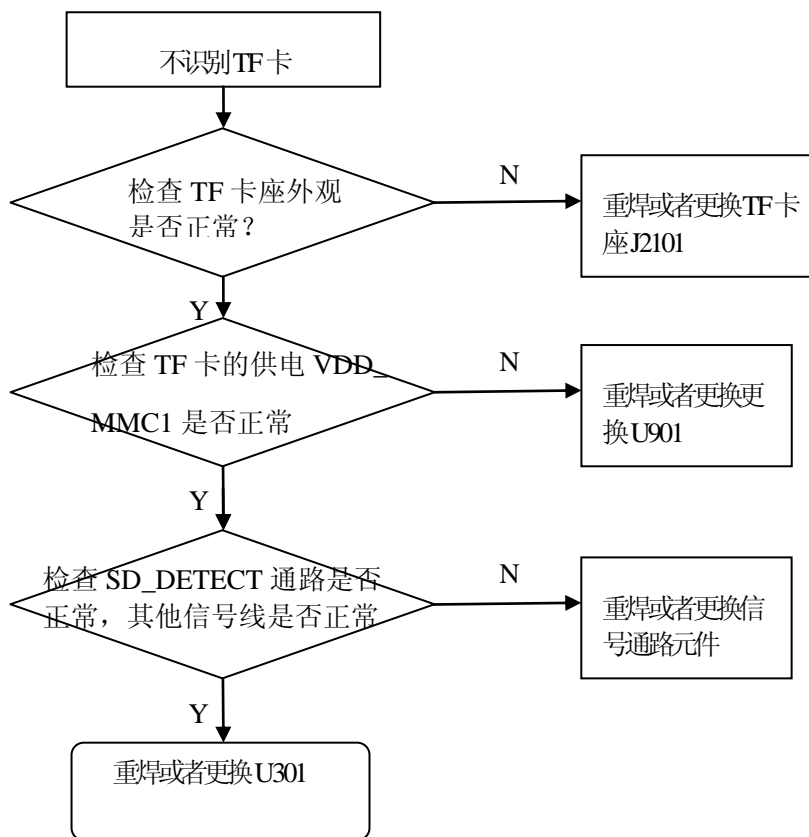 不识别TF卡
检查 TF 卡座外观
是否正常?
N
重焊或者更换TF卡
座J2101
Y
检查 TF 卡的供电 VDD_
MMC1 是否正常
N
重焊或者更换更
换U901
Y
检查 SD_DETECT 通路是否
正常，其他信号线是否正常
N
重焊或者更换信
号通路元件
Y
重焊或者更换U301